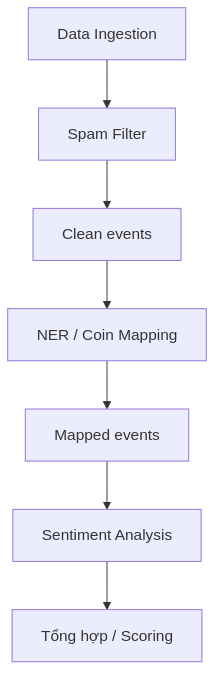 Data Ingestion
Spam Filter
Clean events
NER / Coin Mapping
Mapped events
Sentiment Analysis
Tổng hợp / Scoring